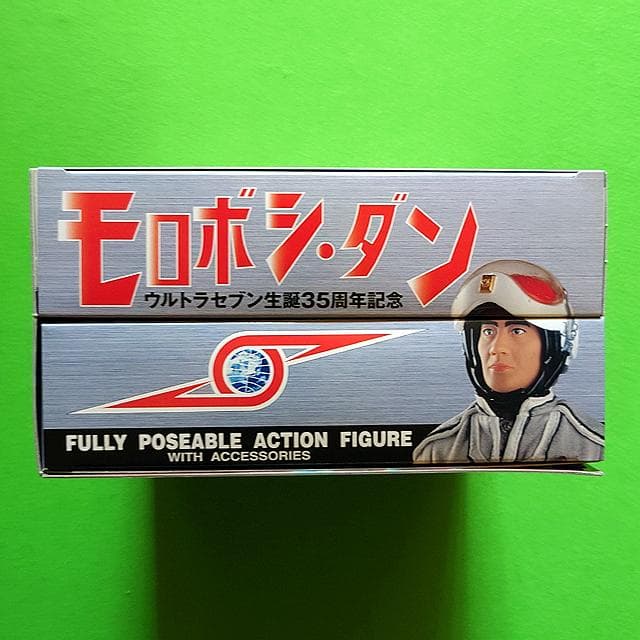 モロボシ・ダン
ウルトラセブン生誕35周年記念
FULLY POSEABLE ACTION FIGURE
WITH ACCESSORIES